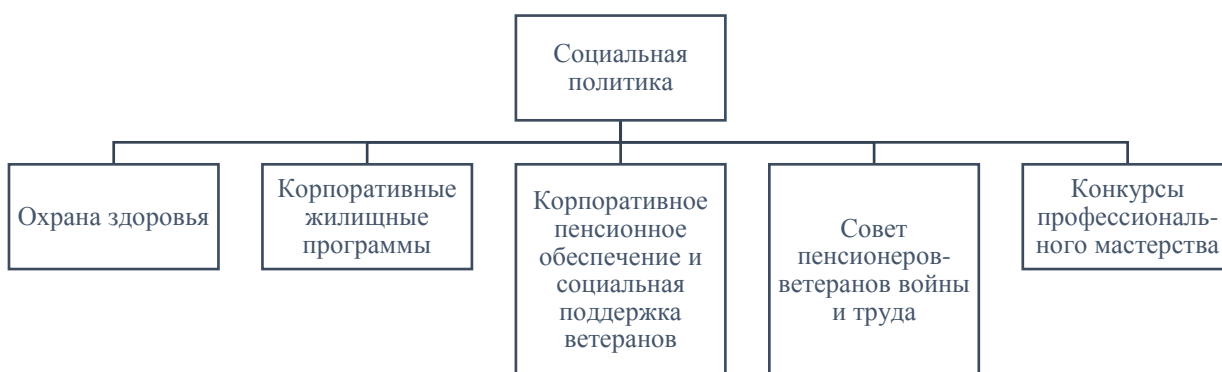 Социальная
политика
Охрана здоровья
Корпоративные
жилищные
программы
Корпоративное
пенсионное
обеспечение и
социальная
поддержка
ветеранов
Совет
пенсионеров-
ветеранов войны
и труда
Конкурсы
профессиональ-
ного мастерства